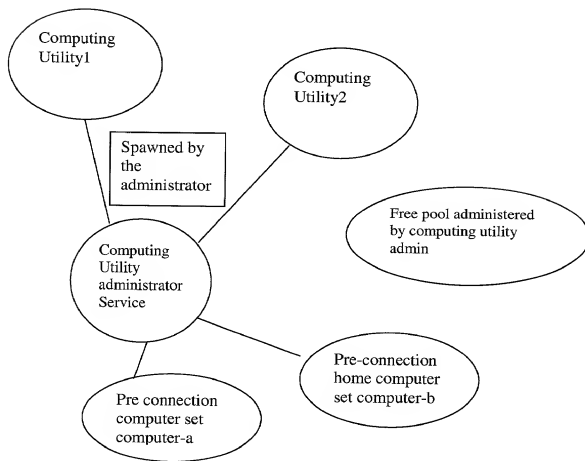 Computing
Utility1
Computing
Utility2
Spawned by
the
administrator
Free pool administered
by computing utility
admin
Computing
Utility
administrator
Service
Pre-connection
home computer
set computer-b
Pre connection
computer set
computer-a